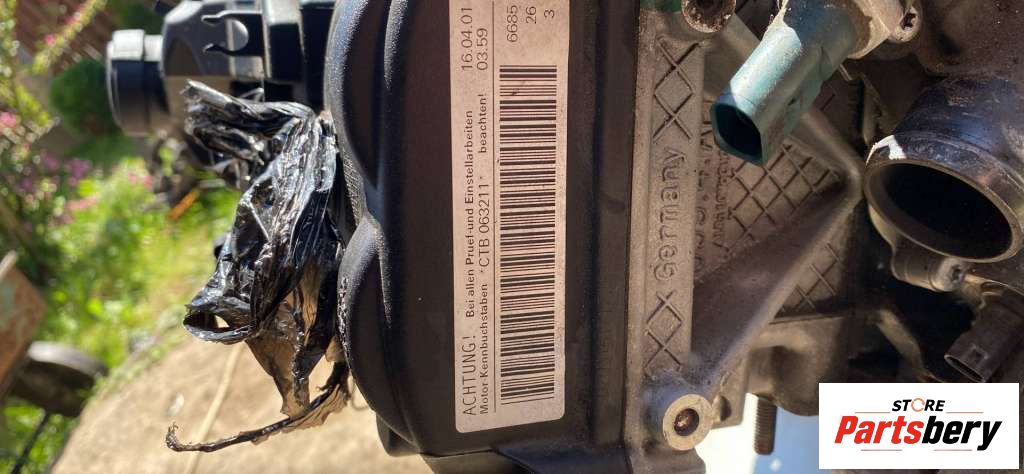 ACHTUNG! Bei allen Pruef-und Einstellarbeiten 16.04.01
Motor Kennbuchstaben *CTB 063211* beachten! 03.59
6685
26
3
Germany
STORE
Partsbery